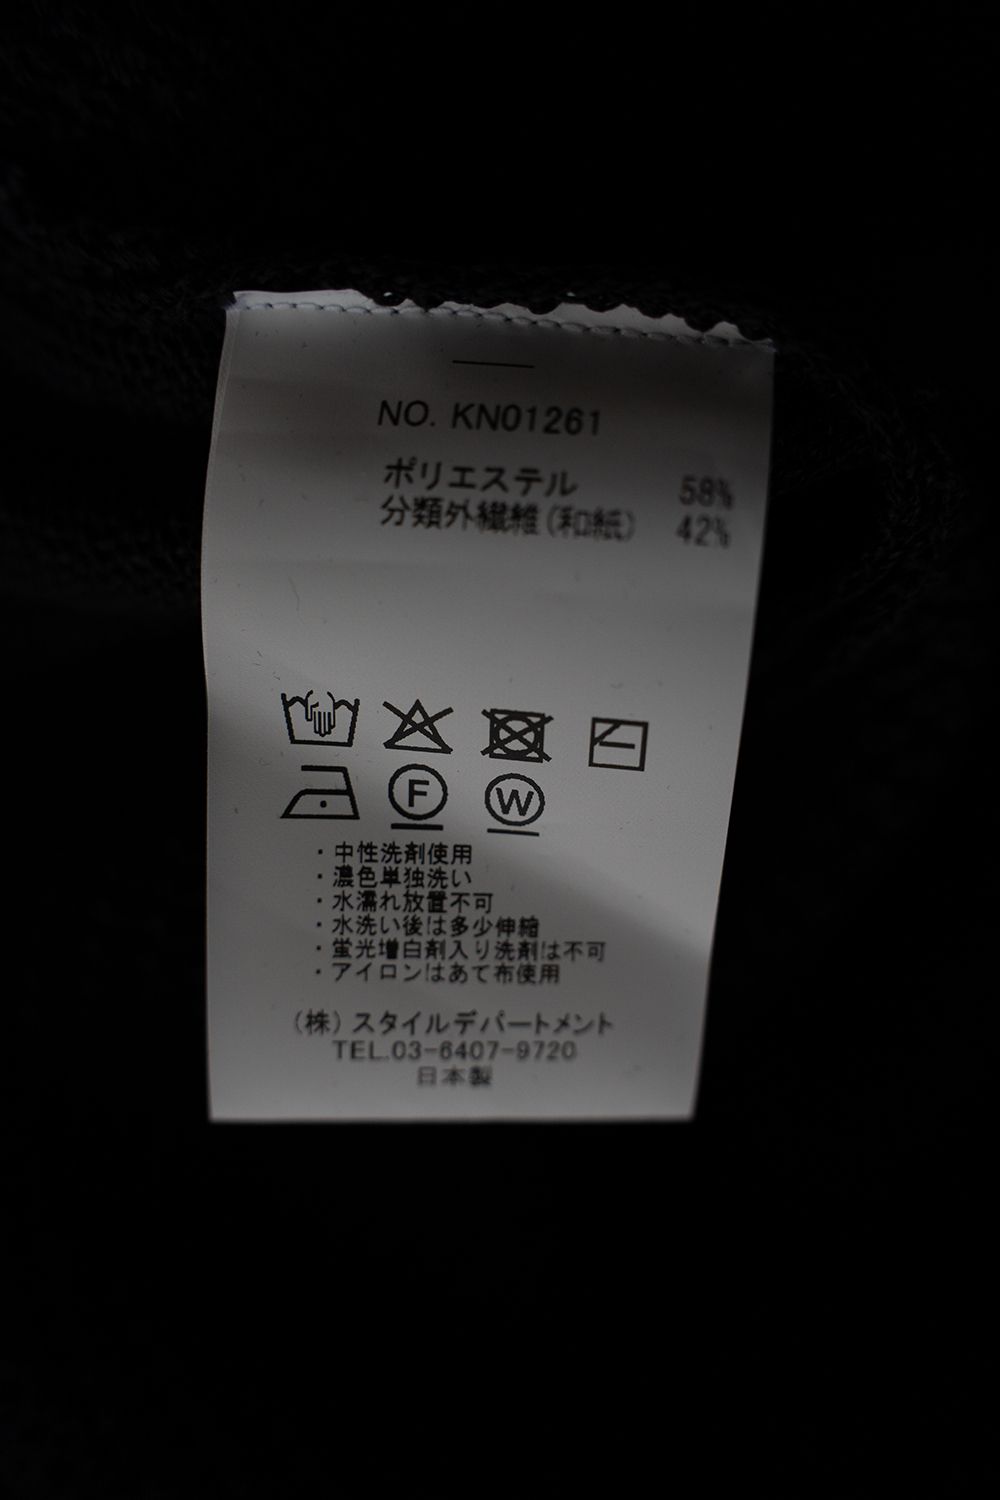 NO. KN01261
ポリエステル 58%
分類外繊維(和紙) 42%
F W
・中性洗剤使用
・濃色単独洗い
・水濡れ放置不可
・水洗い後は多少伸縮
・蛍光増白剤入り洗剤は不可
・アイロンはあて布使用
(株)スタイルデパートメント
TEL.03-6407-9720
日本製